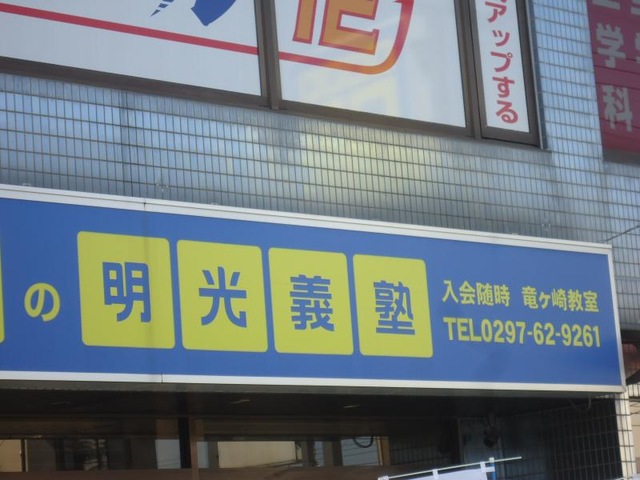 アップする
学
科
の 明光義塾
入会随時 竜ヶ崎教室
TEL0297-62-9261